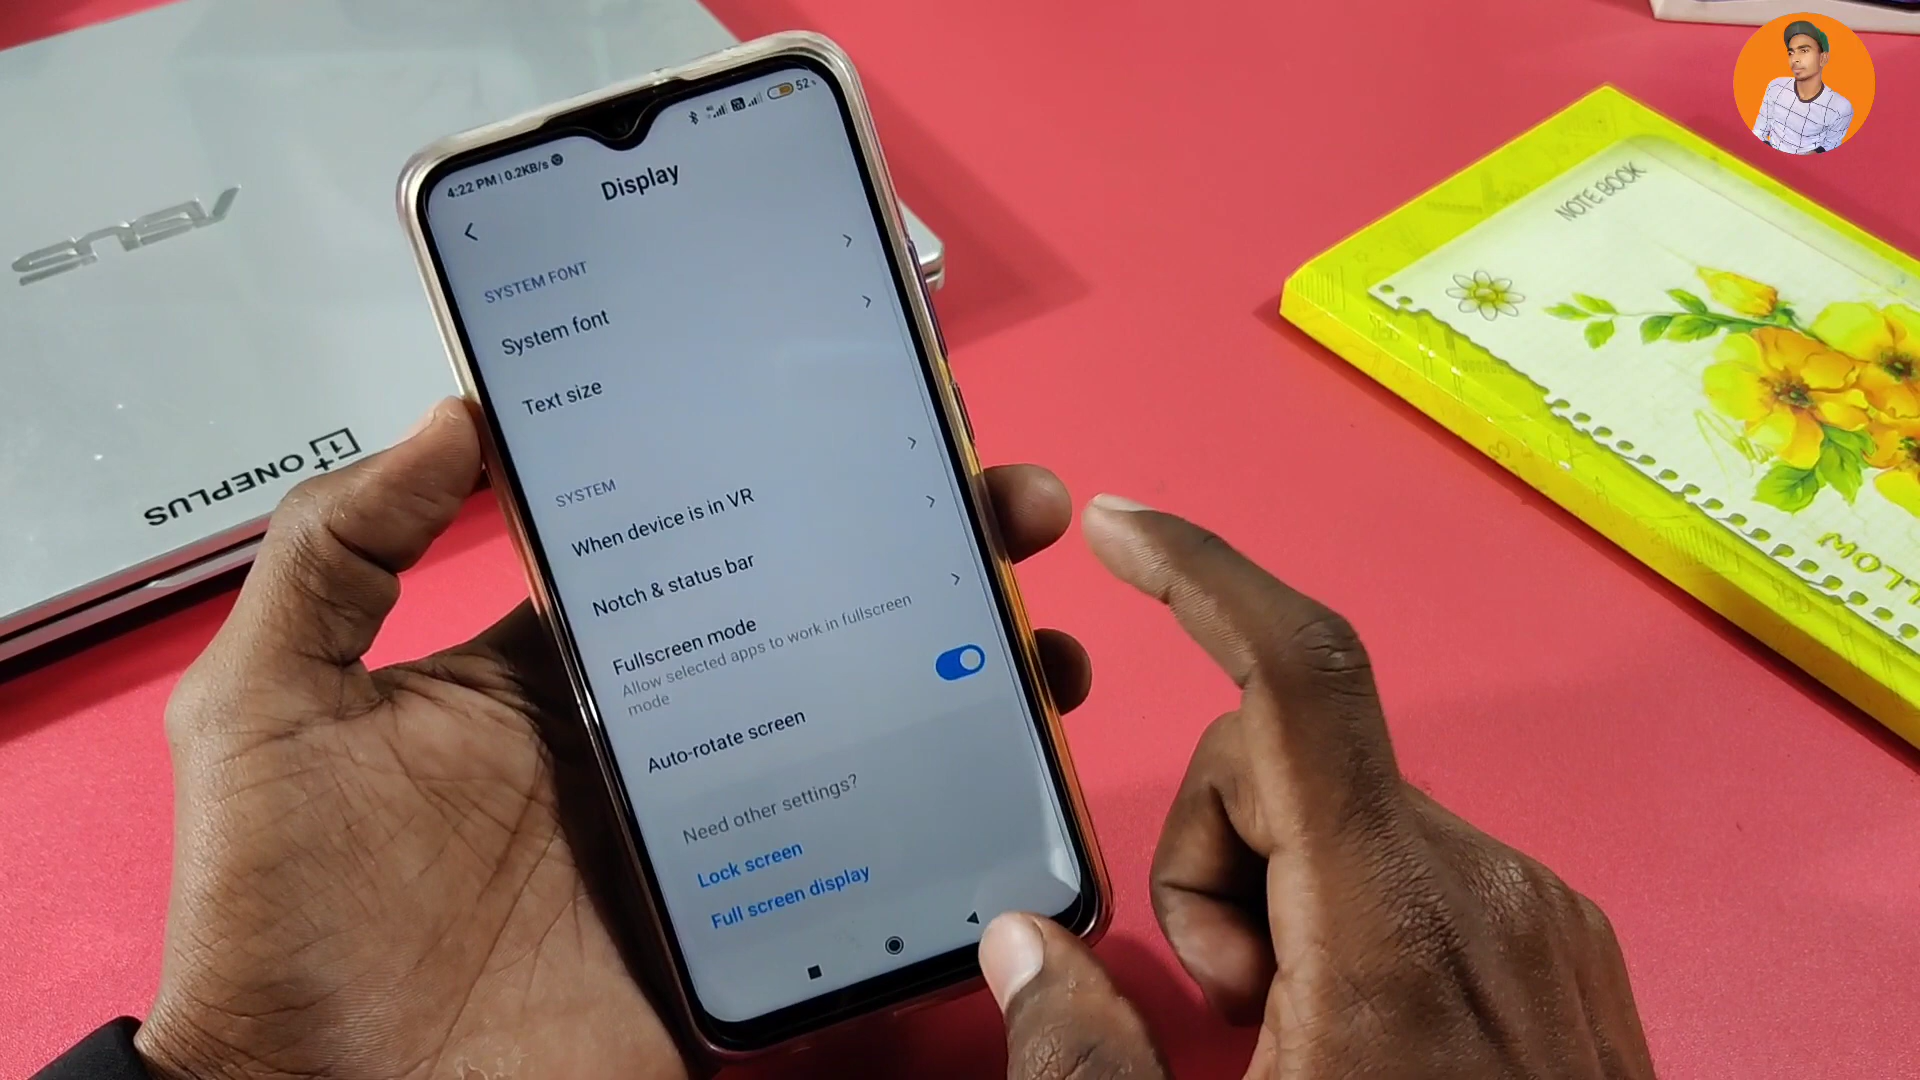 4:22 PM | 0.2KB/s
52
Display
SYSTEM FONT
System font
Text size
SYSTEM
When device is in VR
Notch & status bar
Fullscreen mode
Allow selected apps to work in fullscreen
mode
Auto-rotate screen
Need other settings?
Lock screen
Full screen display
ASUS
ONEPLUS
NOTE BOOK